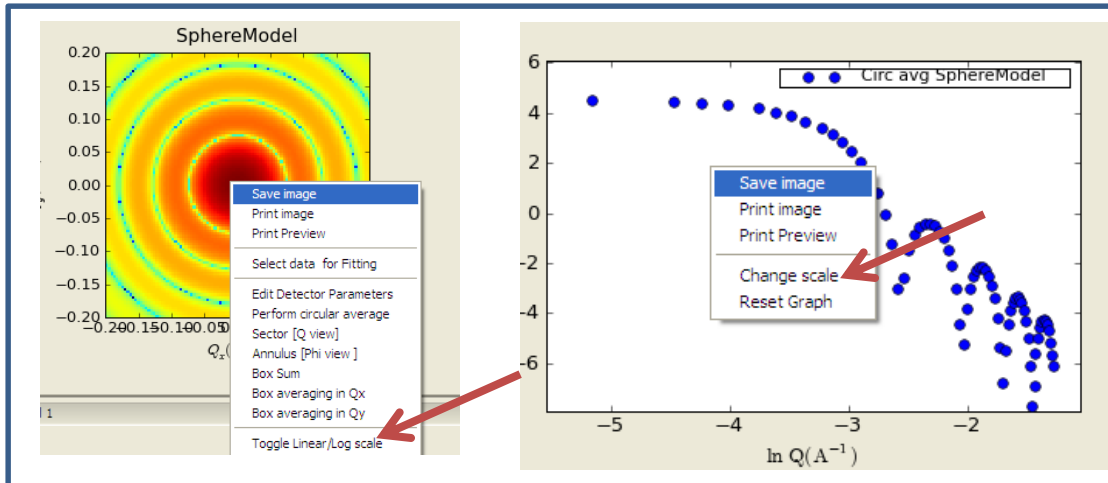 SphereModel
0.20
0.15
0.10
0.05
0.00
−0.05
−0.10
−0.15
−0.20
Save image
Print image
Print Preview
Select data for Fitting
Edit Detector Parameters
Perform circular average
Sector [Q view]
Annulus [Phi view ]
Box Sum
Box averaging in Qx
Box averaging in Qy
Toggle Linear/Log scale
−0.20 −0.15 −0.10 −0.05
Q_x(
1
Circ avg SphereModel
6
4
2
0
-2
-4
-6
Save image
Print image
Print Preview
Change scale
Reset Graph
−5 −4 −3 −2
ln Q(A⁻¹)